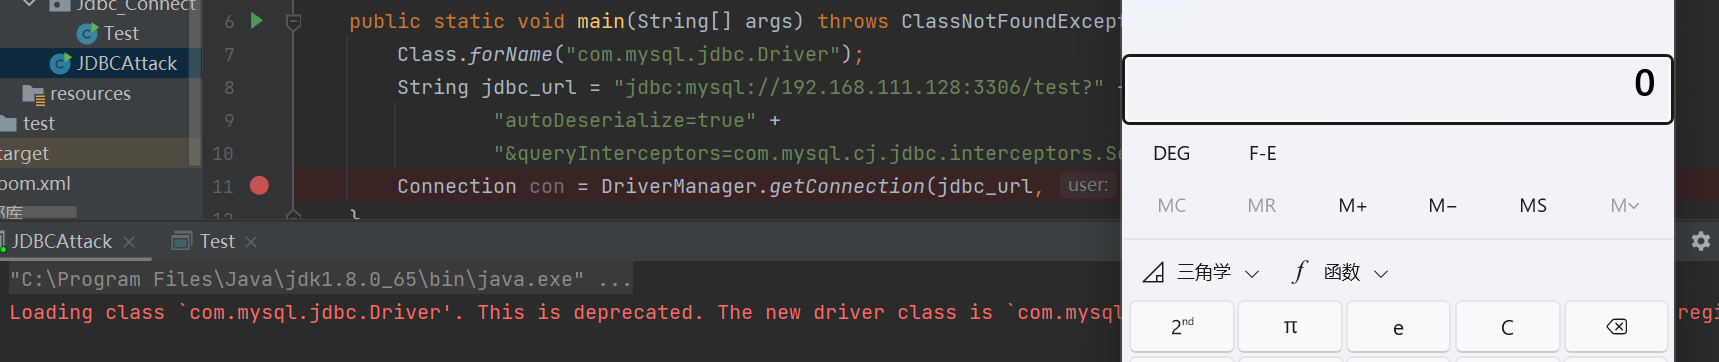 Jdbc_Connect
Test
JDBCAttack
resources
test
target
pom.xml
6 public static void main(String[] args) throws ClassNotFoundExcept
7 Class.forName("com.mysql.jdbc.Driver");
8 String jdbc_url = "jdbc:mysql://192.168.111.128:3306/test?" +
9 "autoDeserialize=true" +
10 "&queryInterceptors=com.mysql.cj.jdbc.interceptors.Se
11 Connection con = DriverManager.getConnection(jdbc_url, user:
12 }
JDBCAttack × Test ×
"C:\Program Files\Java\jdk1.8.0_65\bin\java.exe" ...
Loading class `com.mysql.jdbc.Driver'. This is deprecated. The new driver class is `com.mysql
regi
0
DEG F-E
MC MR M+ M− MS M
三角学 f 函数
2nd π e C